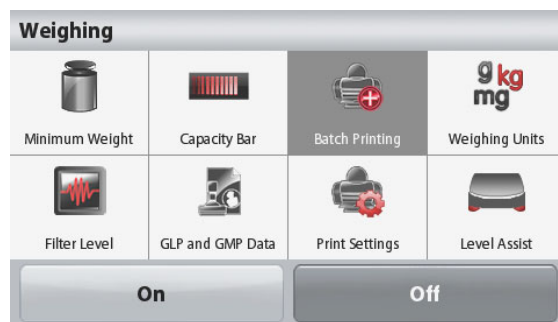 Weighing
g kg
mg
Minimum Weight
Capacity Bar
Batch Printing
Weighing Units
Filter Level
GLP and GMP Data
Print Settings
Level Assist
On
Off